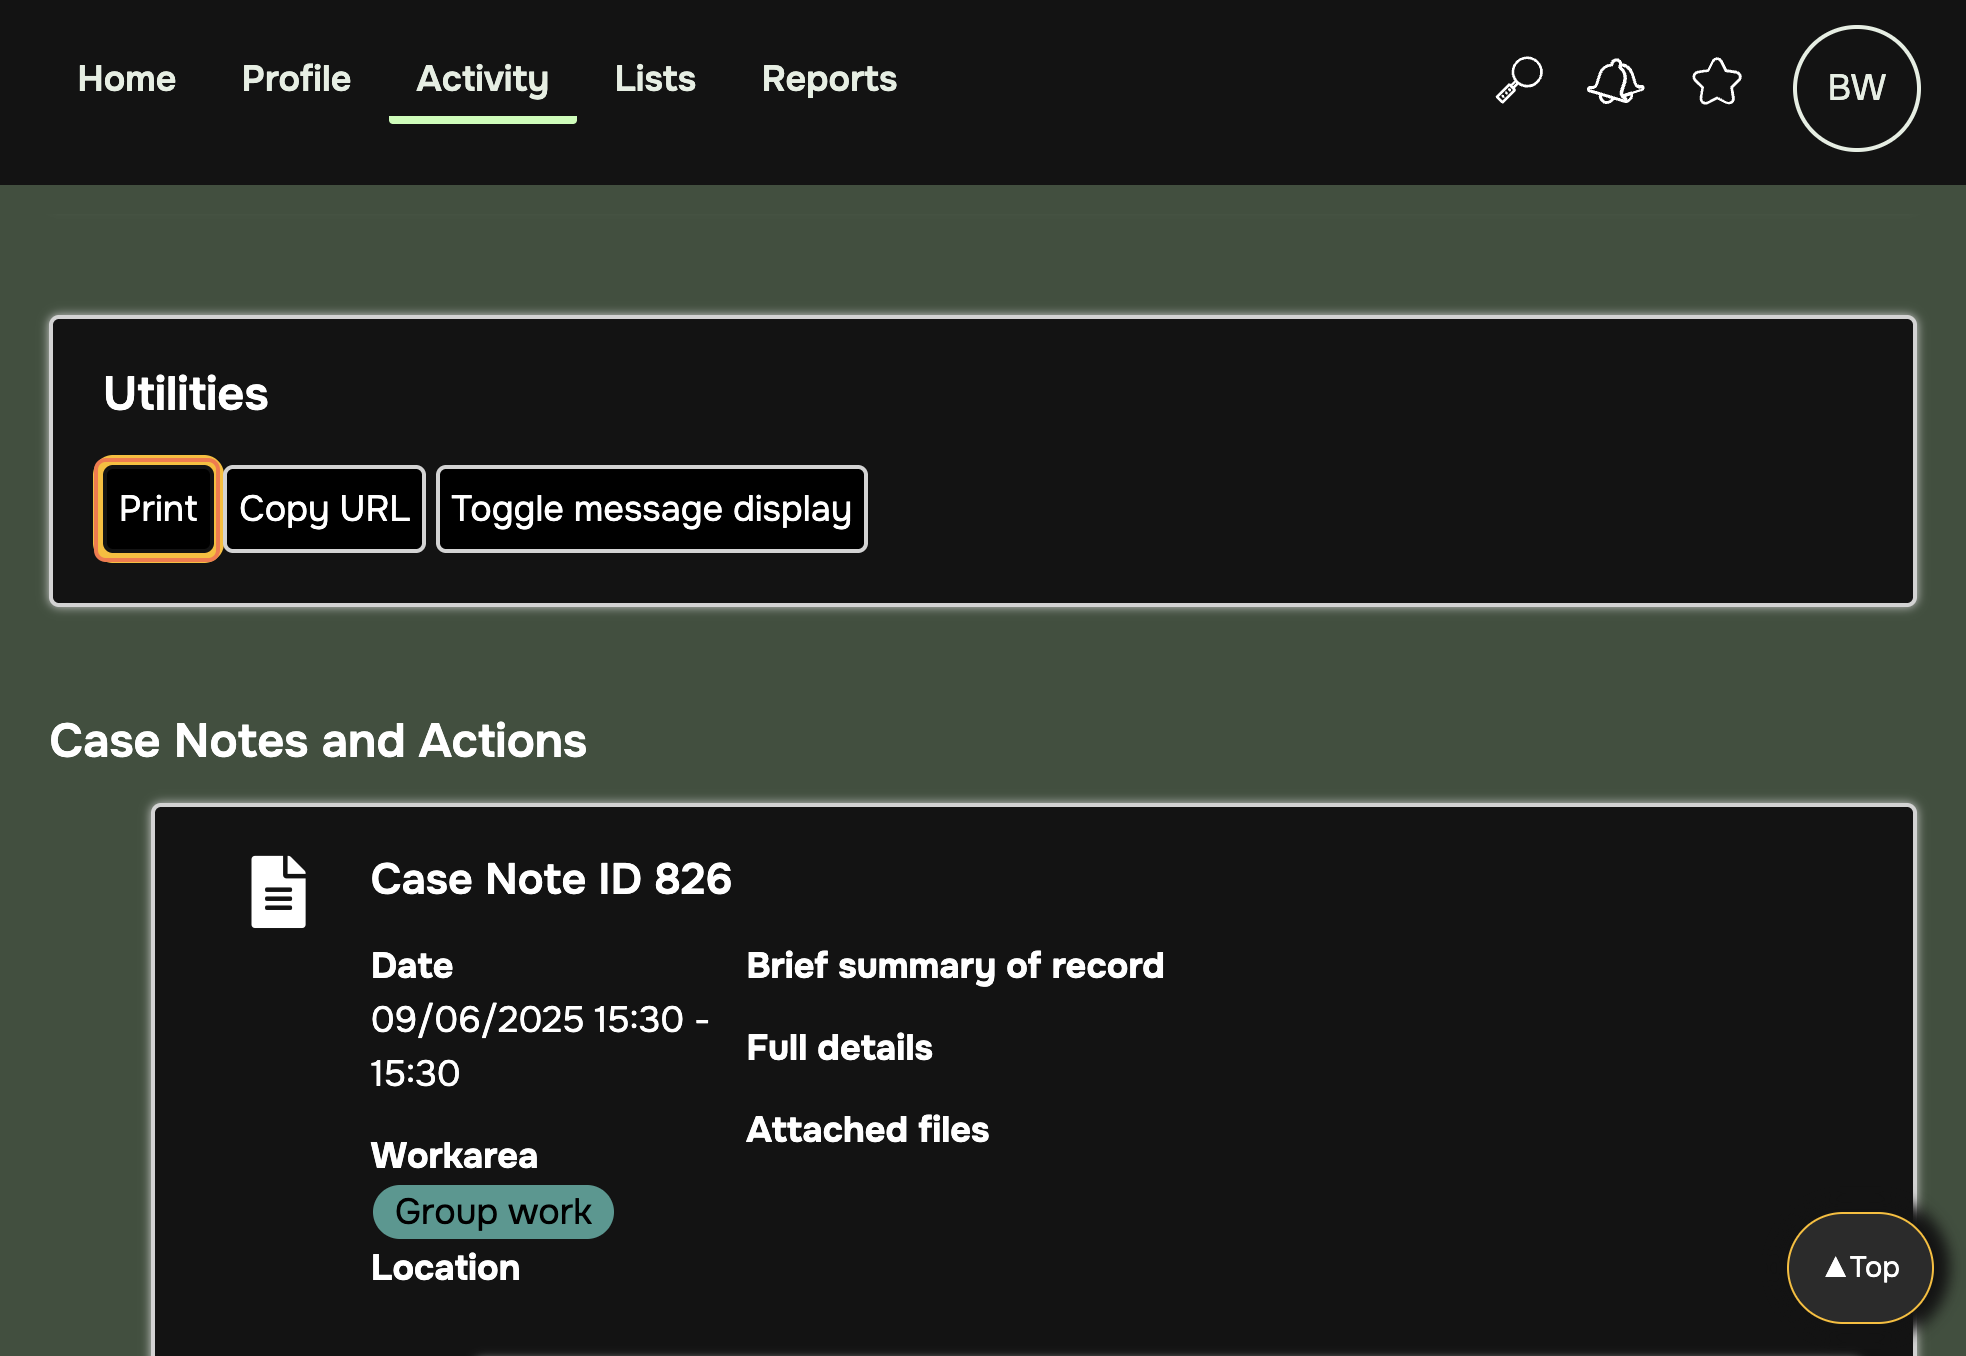 Home Profile Activity Lists Reports BW
Utilities
Print Copy URL Toggle message display
Case Notes and Actions
Case Note ID 826
Date
09/06/2025 15:30 -
15:30
Workarea
Group work
Location
Brief summary of record
Full details
Attached files
▲Top